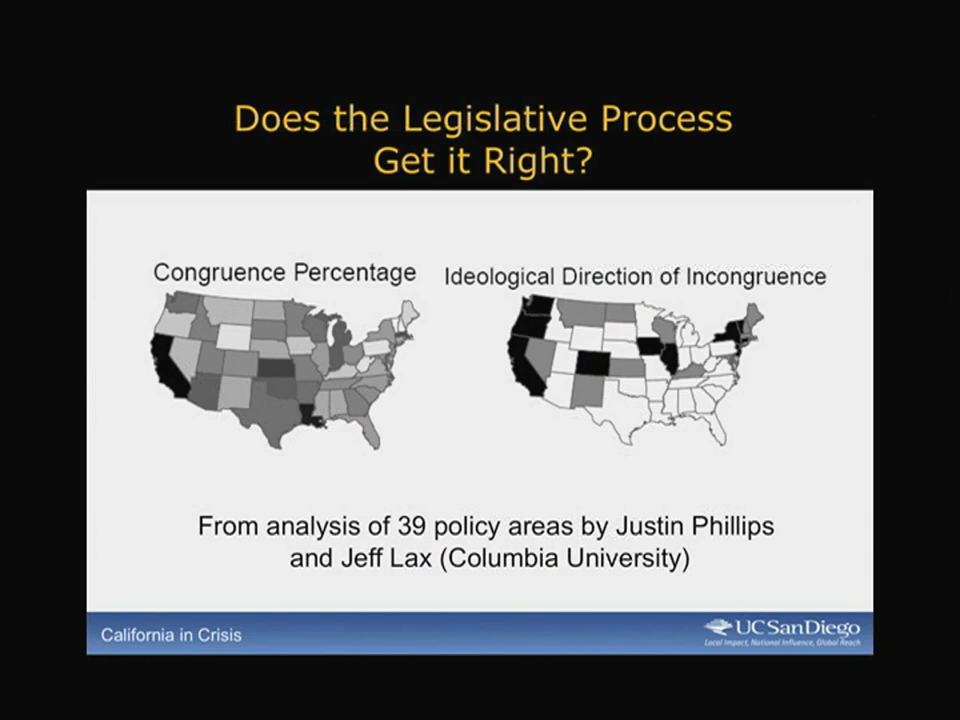 Does the Legislative Process
Get it Right?
Congruence Percentage
Ideological Direction of Incongruence
From analysis of 39 policy areas by Justin Phillips
and Jeff Lax (Columbia University)
California in Crisis
UC San Diego
Local Impact, National Influence, Global Reach